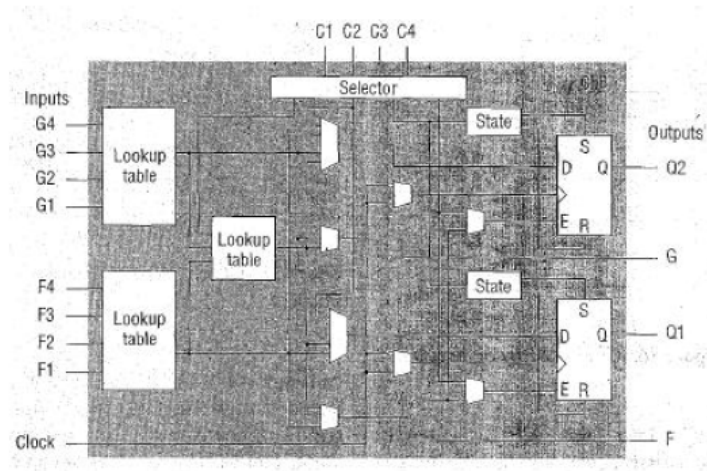 C1 C2 C3 C4
Selector
Inputs
G4
G3
G2
G1
Lookup
table
State
S
D Q
E R
Outputs
Q2
Lookup
table
G
F4
F3
F2
F1
Lookup
table
State
S
D Q
E R
Q1
Clock
F